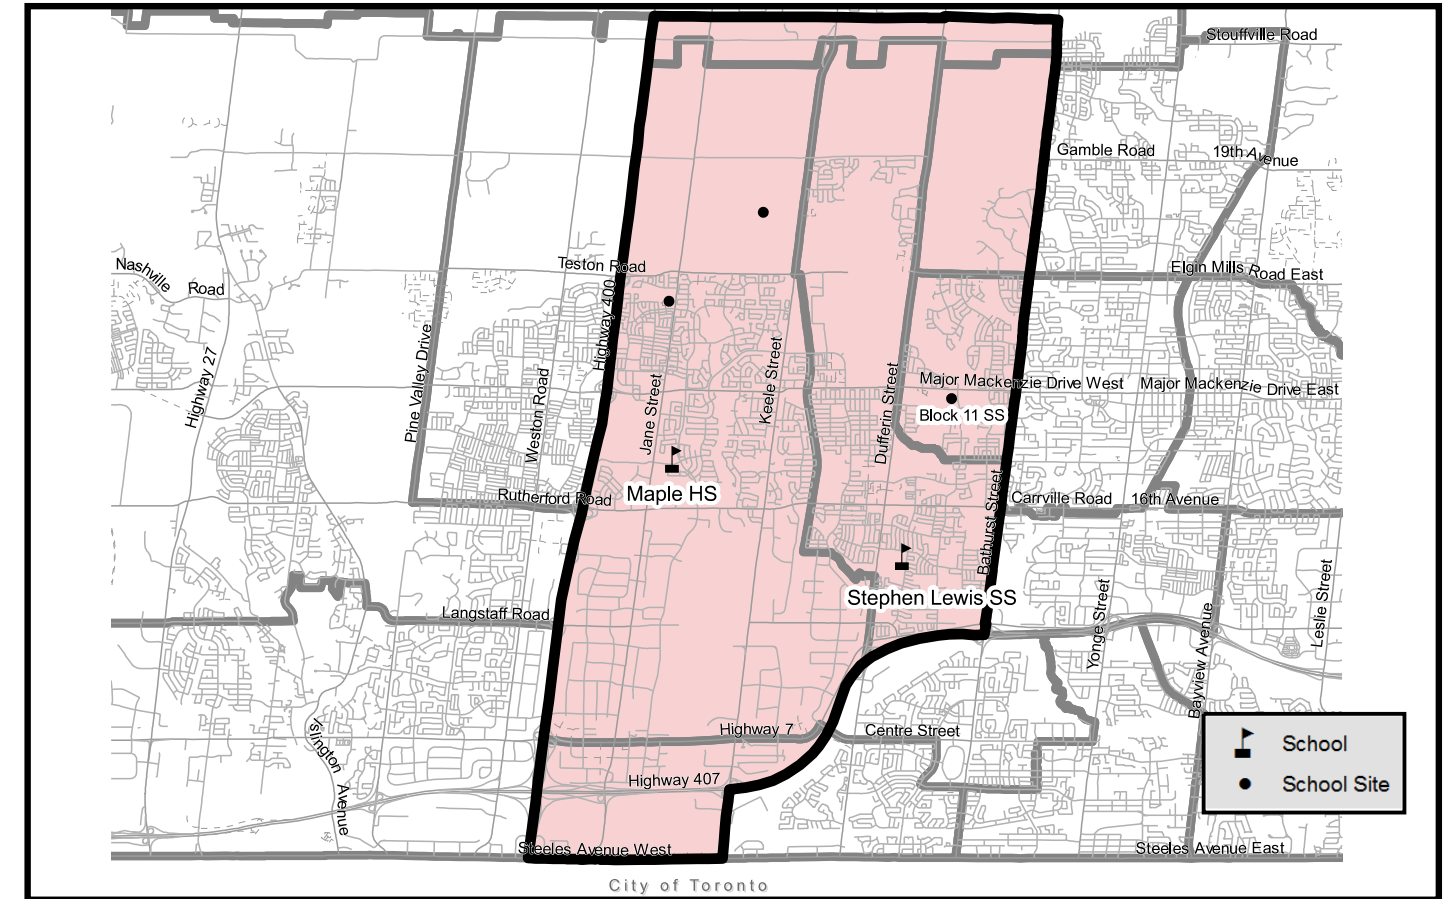 Stouffville Road
Gamble Road
19th Avenue
Teston Road
Nashville
Road
Elgin Mills Road East
Highway 27
Pine Valley Drive
Weston Road
Highway 400
Jane Street
Keele Street
Dufferin Street
Major Mackenzie Drive West
Major Mackenzie Drive East
Block 11 SS
Rutherford Road
Maple HS
Bathurst Street
Carrville Road
16th Avenue
Stephen Lewis SS
Langstaff Road
Yonge Street
Bayview Avenue
Leslie Street
Islington
Avenue
Highway 7
Centre Street
Highway 407
School
School Site
Steeles Avenue West
Steeles Avenue East
City of Toronto